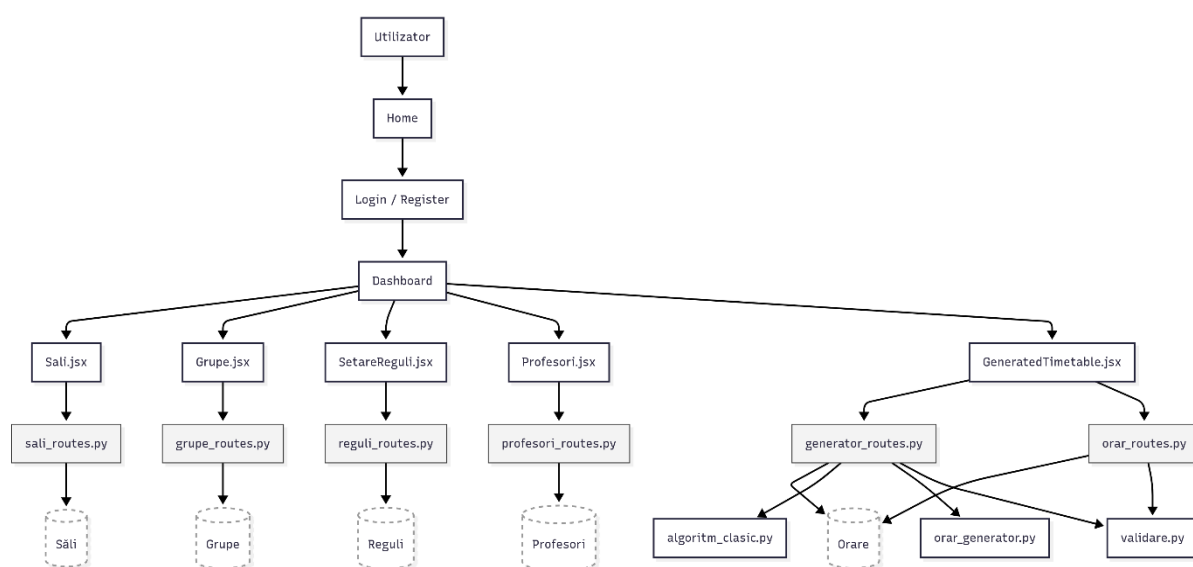 Utilizator
Home
Login / Register
Dashboard
Sali.jsx
Grupe.jsx
SetareReguli.jsx
Profesori.jsx
GeneratedTimetable.jsx
sali_routes.py
grupe_routes.py
reguli_routes.py
profesori_routes.py
generator_routes.py
orar_routes.py
Săli
Grupe
Reguli
Profesori
algoritm_clasic.py
Orare
orar_generator.py
validare.py